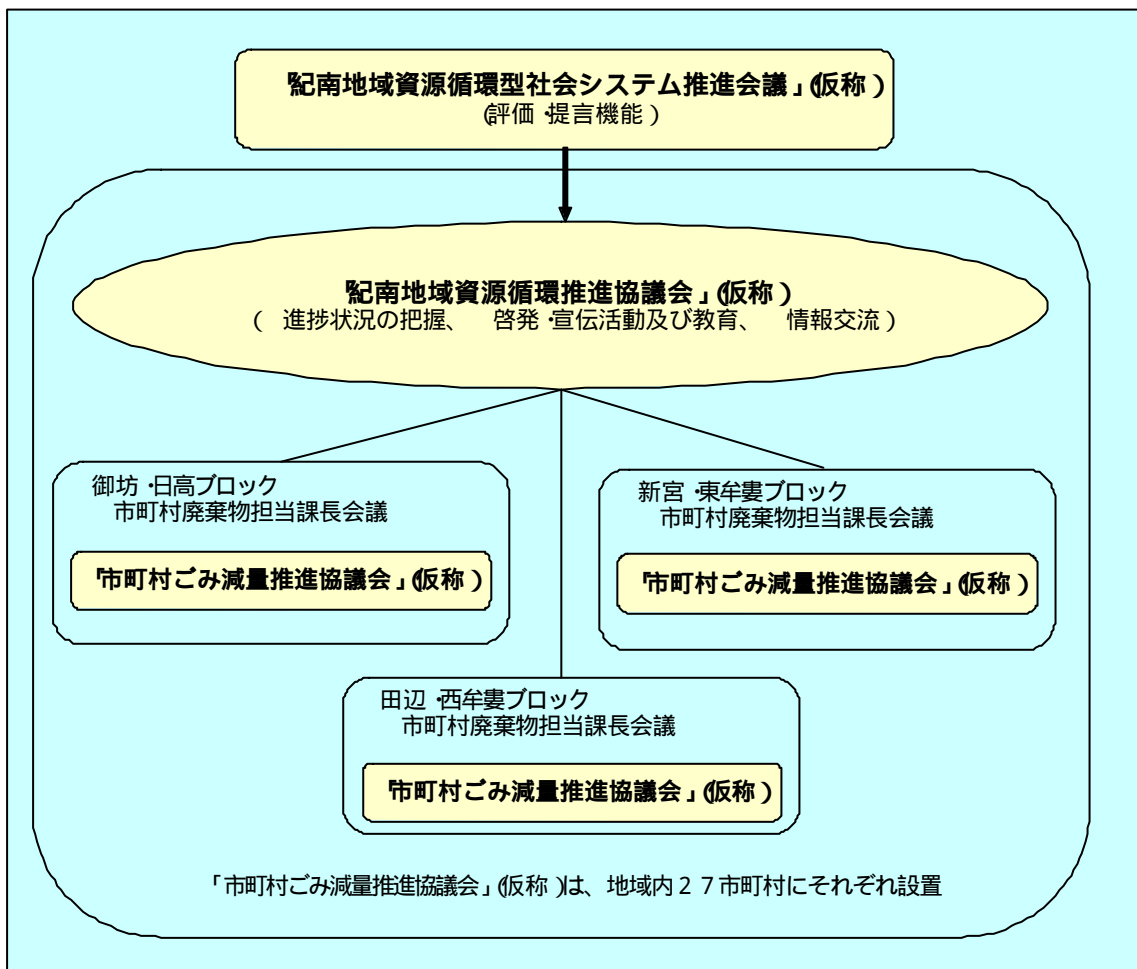 「紀南地域資源循環型社会システム推進会議」(仮称)
(評価・提言機能)
「紀南地域資源循環推進協議会」(仮称)
( 進捗状況の把握、 啓発・宣伝活動及び教育、 情報交流)
御坊・日高ブロック
市町村廃棄物担当課長会議
「市町村ごみ減量推進協議会」(仮称)
新宮・東牟婁ブロック
市町村廃棄物担当課長会議
「市町村ごみ減量推進協議会」(仮称)
田辺・西牟婁ブロック
市町村廃棄物担当課長会議
「市町村ごみ減量推進協議会」(仮称)
「市町村ごみ減量推進協議会」(仮称)は、地域内27市町村にそれぞれ設置